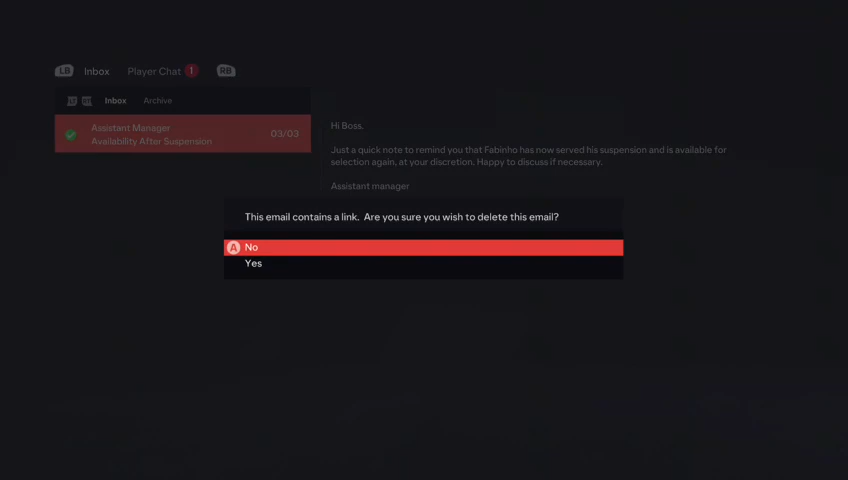 LB Inbox Player Chat 1 RB
LT RT Inbox Archive
Assistant Manager
Availability After Suspension
03/03
Hi Boss,
Just a quick note to remind you that Fabinho has now served his suspension and is available for
selection again, at your discretion. Happy to discuss if necessary.
Assistant manager
This email contains a link. Are you sure you wish to delete this email?
A No
Yes